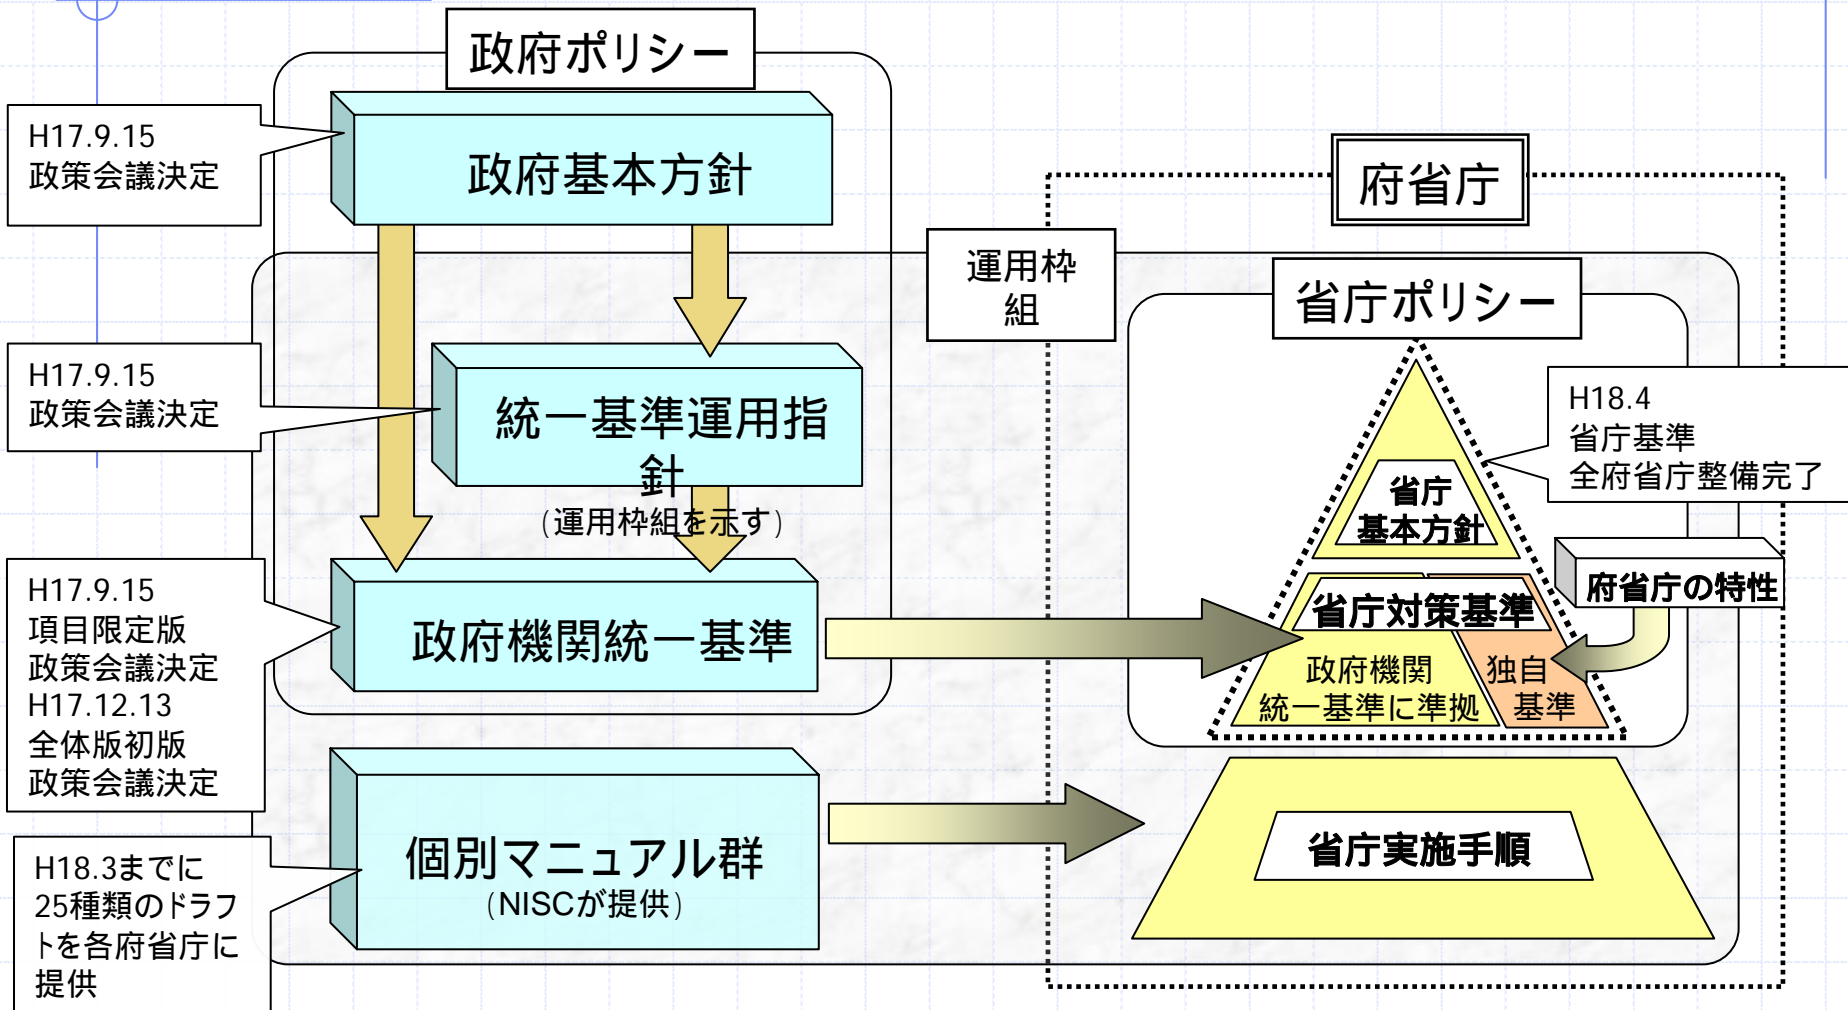 政府ポリシー
H17.9.15
政策会議決定
政府基本方針
府省庁
運用枠
組
省庁ポリシー
H17.9.15
政策会議決定
統一基準運用指
針
(運用枠組を示す)
H18.4
省庁基準
全府省庁整備完了
省庁
基本方針
府省庁の特性
H17.9.15
項目限定版
政策会議決定
H17.12.13
全体版初版
政策会議決定
政府機関統一基準
省庁対策基準
政府機関
統一基準に準拠
独自
基準
個別マニュアル群
(NISCが提供)
省庁実施手順
H18.3までに
25種類のドラフ
トを各府省庁に
提供